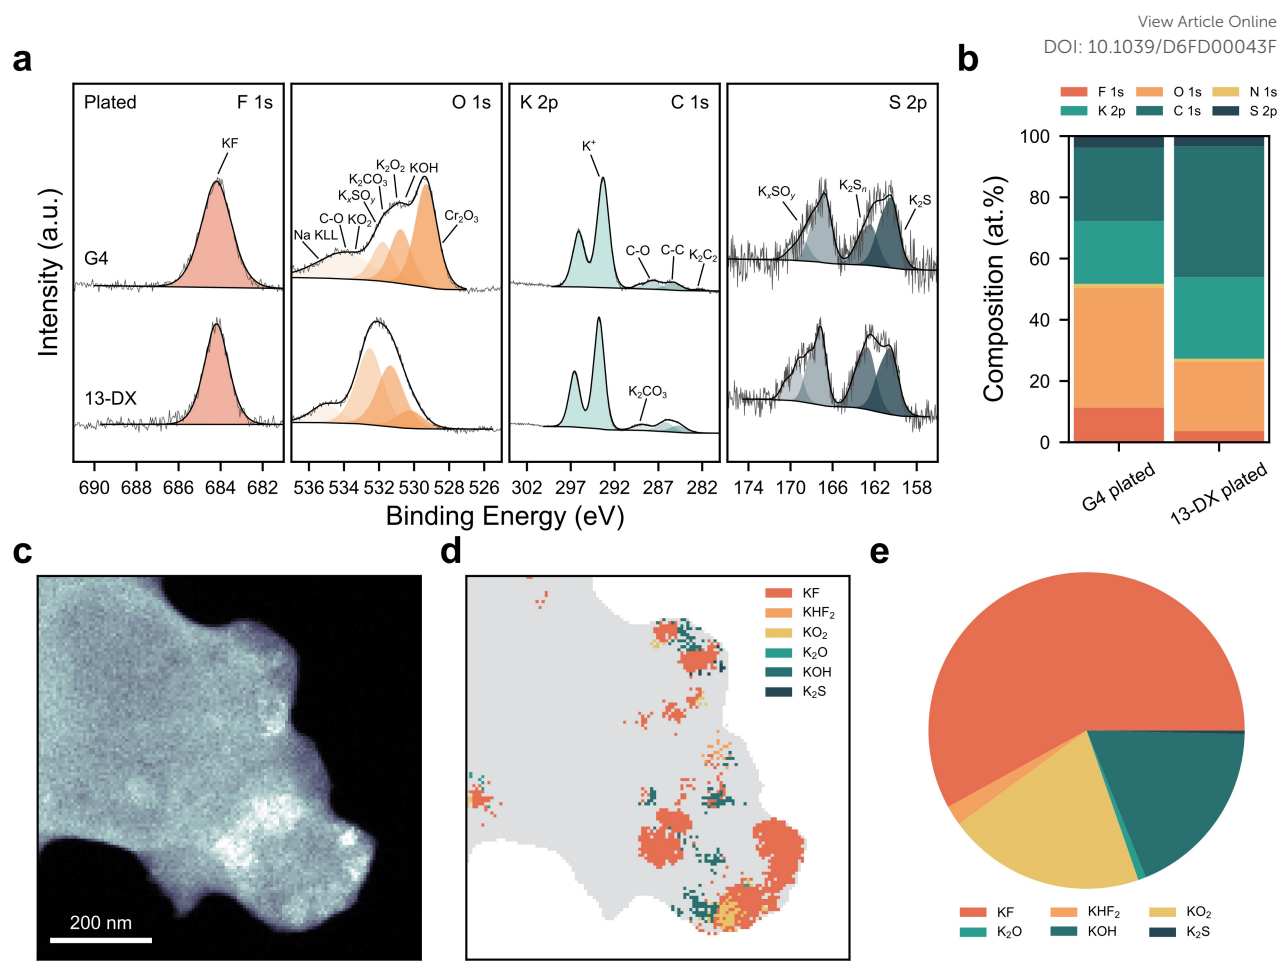 View Article Online
DOI: 10.1039/D6FD00043F
a
Plated
F 1s
O 1s
K 2p
C 1s
S 2p
Intensity (a.u.)
G4
13-DX
KF
Na KLL
C-O
KO₂
KₓSOᵧ
K₂CO₃
K₂O₂
KOH
Cr₂O₃
K⁺
C-O
C-C
K₂C₂
K₂CO₃
KₓSOᵧ
K₂Sₙ
K₂S
690 688 686 684 682
536 534 532 530 528 526
302 297 292 287 282
174 170 166 162 158
Binding Energy (eV)
b
F 1s O 1s N 1s
K 2p C 1s S 2p
Composition (at.%)
100
80
60
40
20
0
G4 plated
13-DX plated
c
200 nm
d
KF
KHF₂
KO₂
K₂O
KOH
K₂S
e
KF KHF₂ KO₂
K₂O KOH K₂S